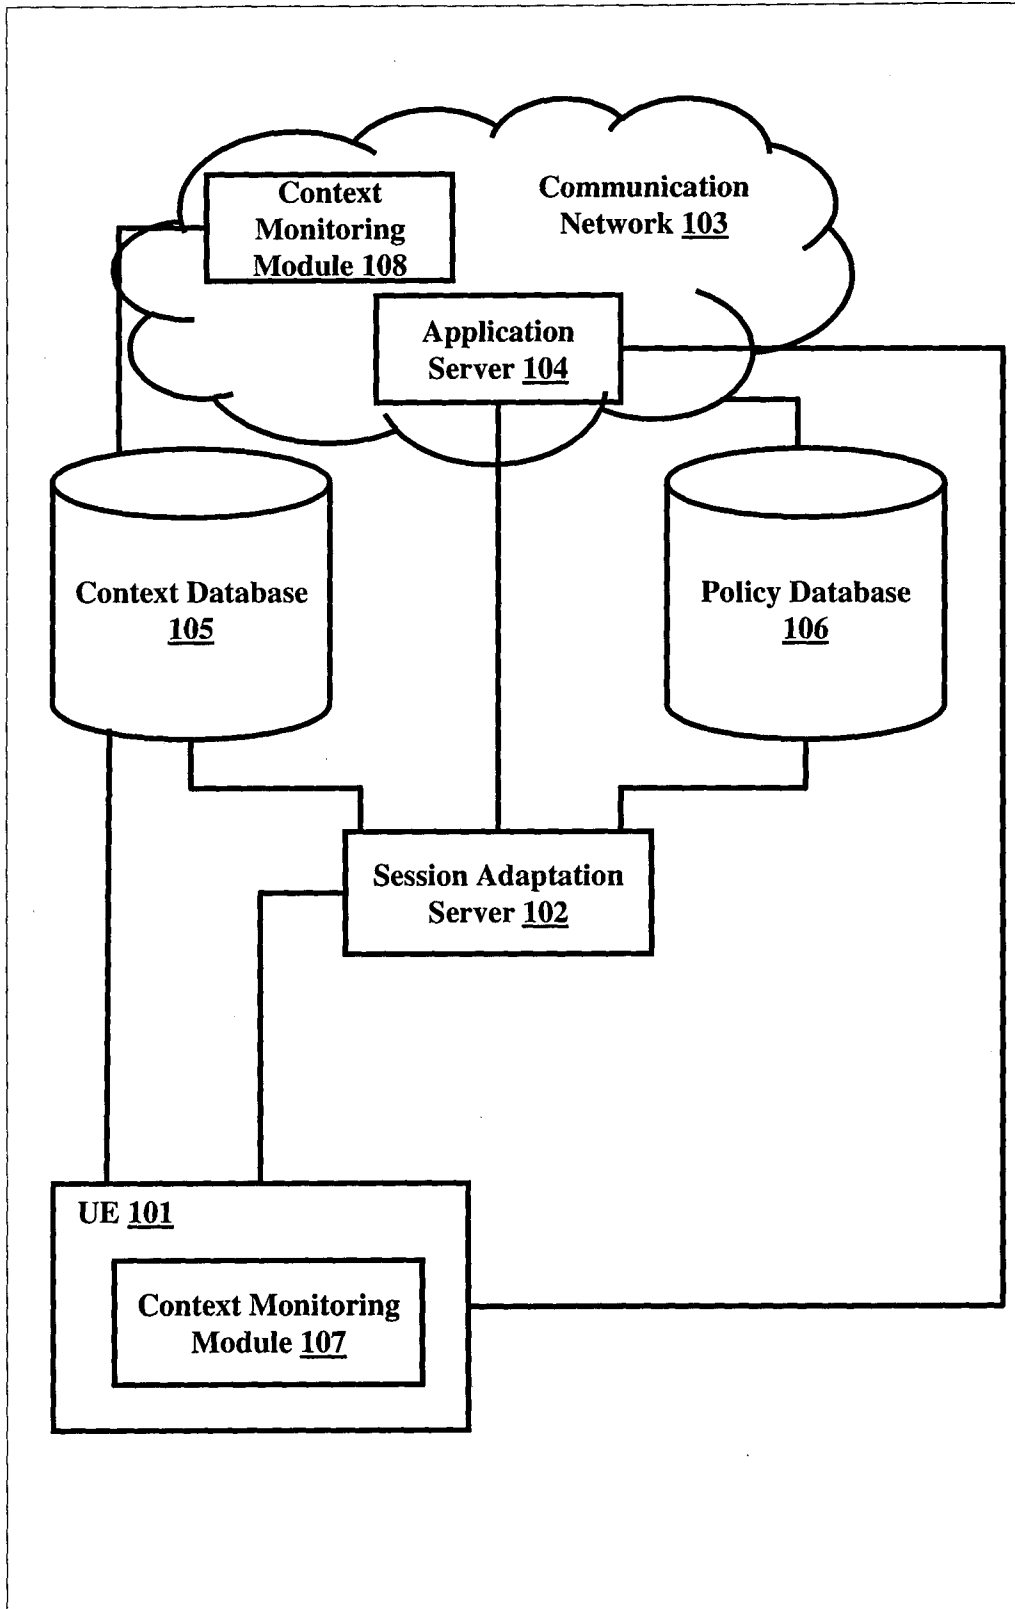 Context
Monitoring
Module 108
Communication
Network 103
Application
Server 104
Context Database
105
Policy Database
106
Session Adaptation
Server 102
UE 101
Context Monitoring
Module 107